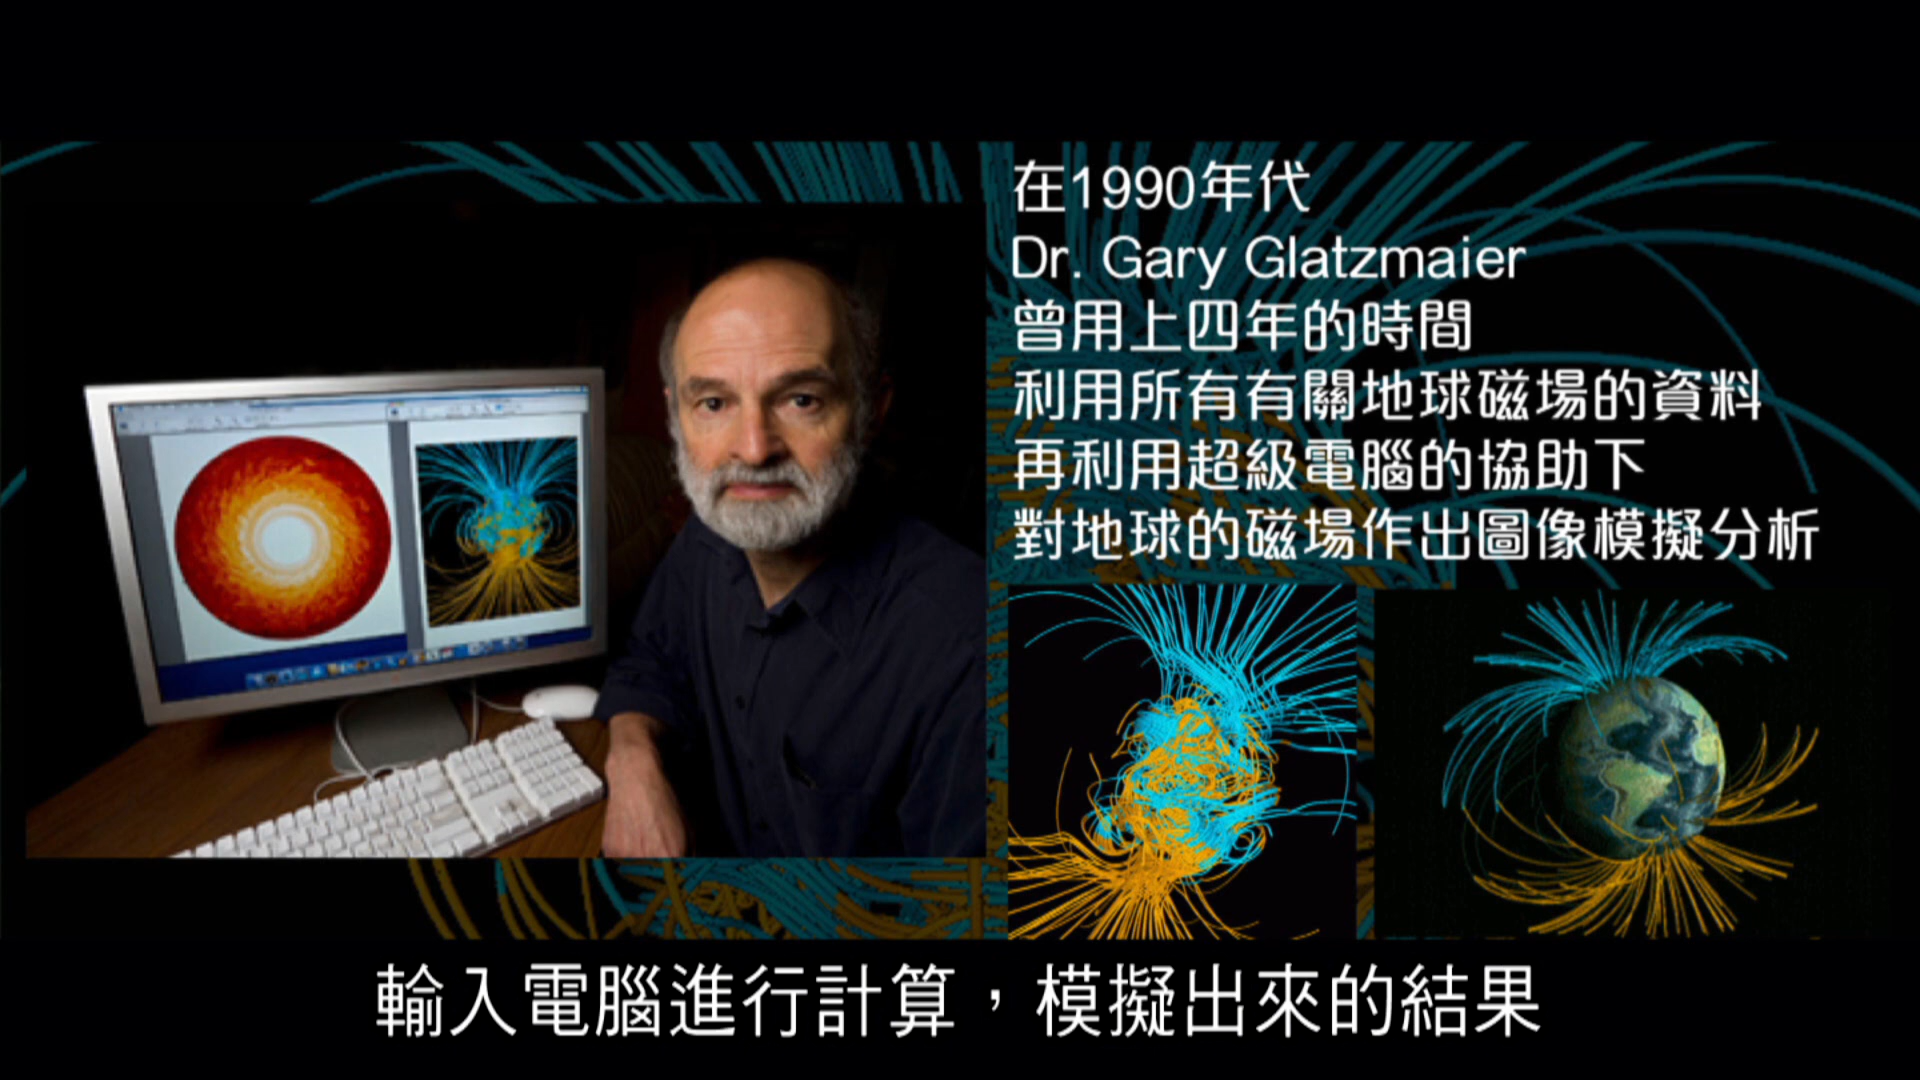 在1990年代
Dr. Gary Glatzmaier
曾用上四年的時間
利用所有有關地球磁場的資料
再利用超級電腦的協助下
對地球的磁場作出圖像模擬分析
輸入電腦進行計算，模擬出來的結果